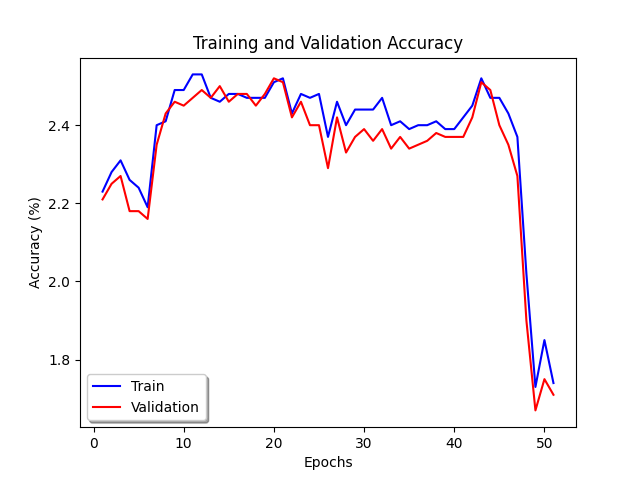 Training and Validation Accuracy
Accuracy (%)
2.4
2.2
2.0
1.8
Train
Validation
0 10 20 30 40 50
Epochs